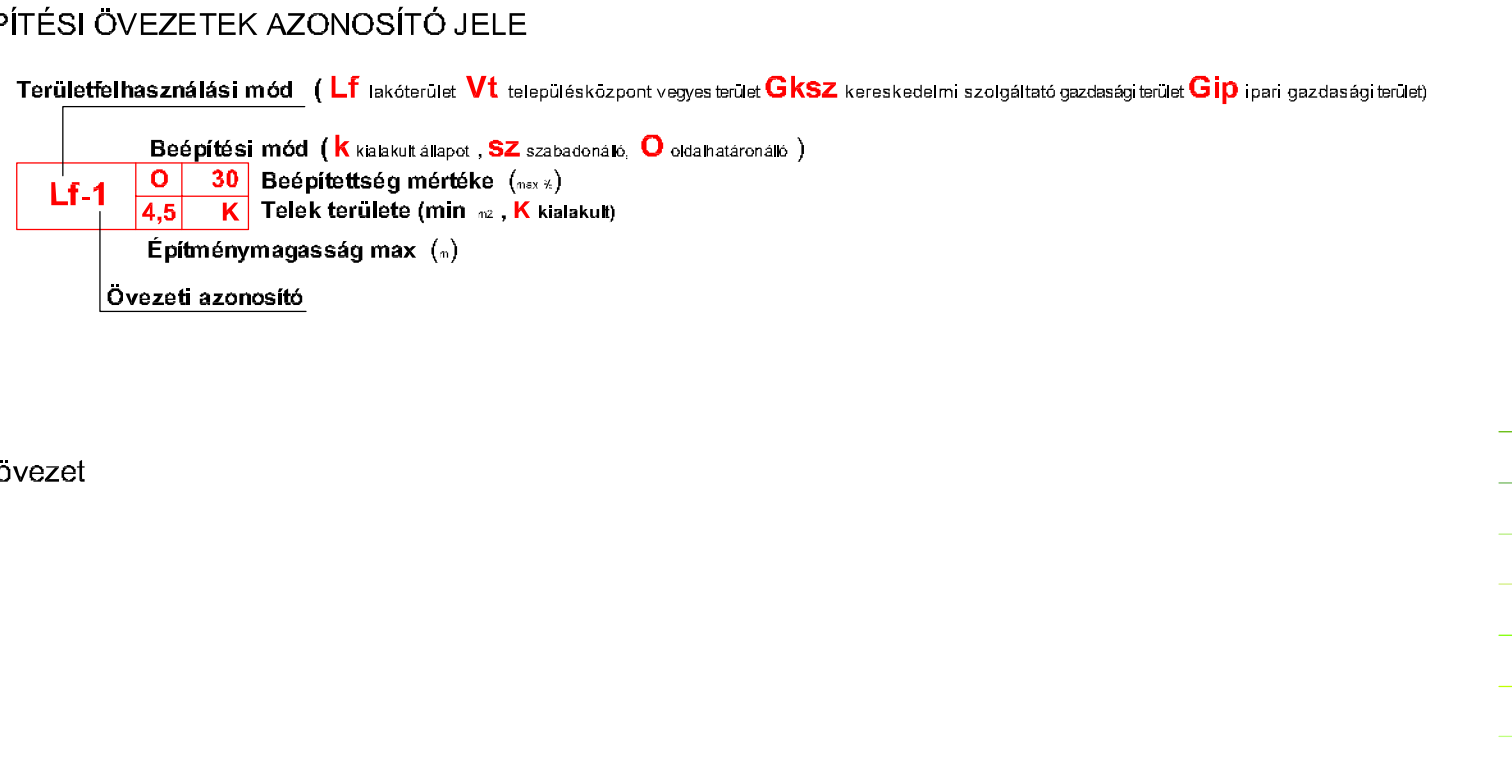 PÍTÉSI ÖVEZETEK AZONOSÍTÓ JELE
Területfelhasználási mód ( Lf lakóterület Vt településközpont vegyes terület Gksz kereskedelmi szolgáltató gazdasági terület Gip ipari gazdasági terület)
Beépítési mód ( k kialakult állapot , sz szabadonálló, O oldalhatáronálló )
Lf-1 O 30 Beépítettség mértéke (max %)
4,5 K Telek területe (min m2 , K kialakult)
Építménymagasság max (m)
Övezeti azonosító
övezet